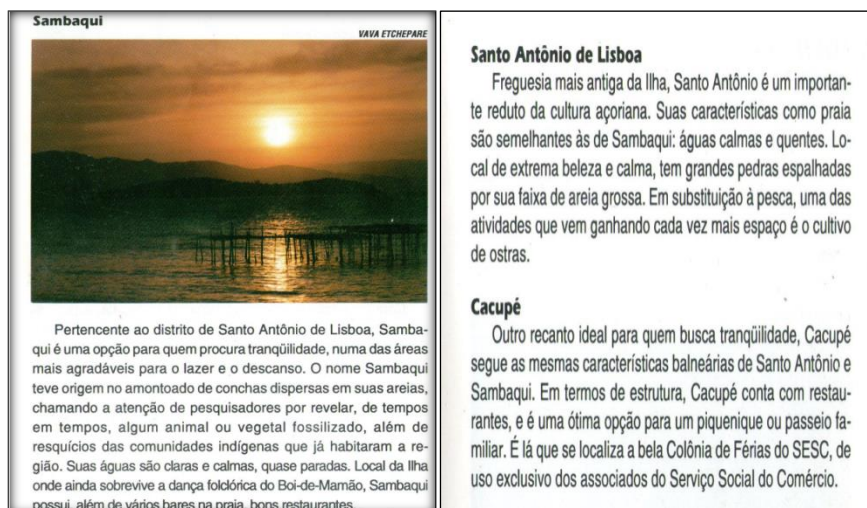 Sambaqui
VAVA ETCHEPARE
Pertencente ao distrito de Santo Antônio de Lisboa, Samba-
qui é uma opção para quem procura tranqüilidade, numa das áreas
mais agradáveis para o lazer e o descanso. O nome Sambaqui
teve origem no amontoado de conchas dispersas em suas areias,
chamando a atenção de pesquisadores por revelar, de tempos
em tempos, algum animal ou vegetal fossilizado, além de
resquícios das comunidades indígenas que já habitaram a re-
gião. Suas águas são claras e calmas, quase paradas. Local da Ilha
onde ainda sobrevive a dança folclórica do Boi-de-Mamão, Sambaqui
possui, além de vários bares na praia, bons restaurantes.
Santo Antônio de Lisboa
Freguesia mais antiga da Ilha, Santo Antônio é um importan-
te reduto da cultura açoriana. Suas características como praia
são semelhantes às de Sambaqui: águas calmas e quentes. Lo-
cal de extrema beleza e calma, tem grandes pedras espalhadas
por sua faixa de areia grossa. Em substituição à pesca, uma das
atividades que vem ganhando cada vez mais espaço é o cultivo
de ostras.
Cacupé
Outro recanto ideal para quem busca tranqüilidade, Cacupé
segue as mesmas características balneárias de Santo Antônio e
Sambaqui. Em termos de estrutura, Cacupé conta com restau-
rantes, e é uma ótima opção para um piquenique ou passeio fa-
miliar. É lá que se localiza a bela Colônia de Férias do SESC, de
uso exclusivo dos associados do Serviço Social do Comércio.